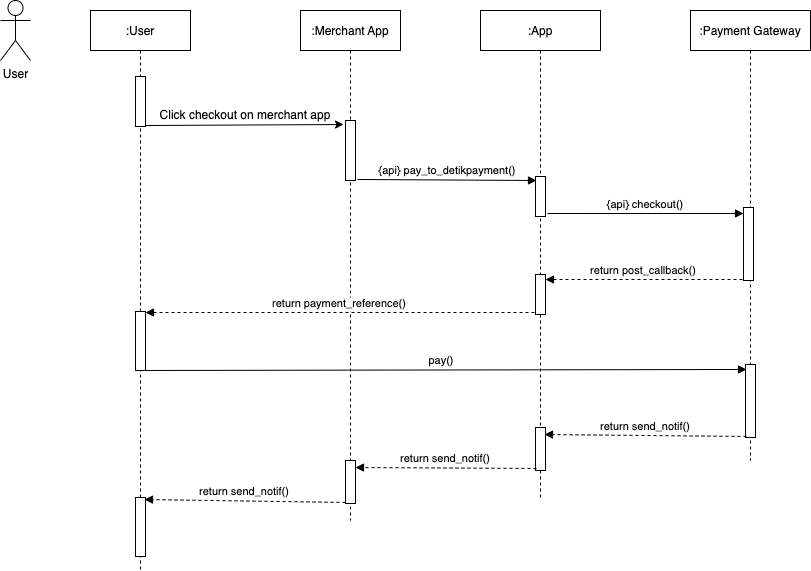 :User
:Merchant App
:App
:Payment Gateway
User
Click checkout on merchant app
{api} pay_to_detikpayment()
{api} checkout()
return post_callback()
return payment_reference()
pay()
return send_notif()
return send_notif()
return send_notif()